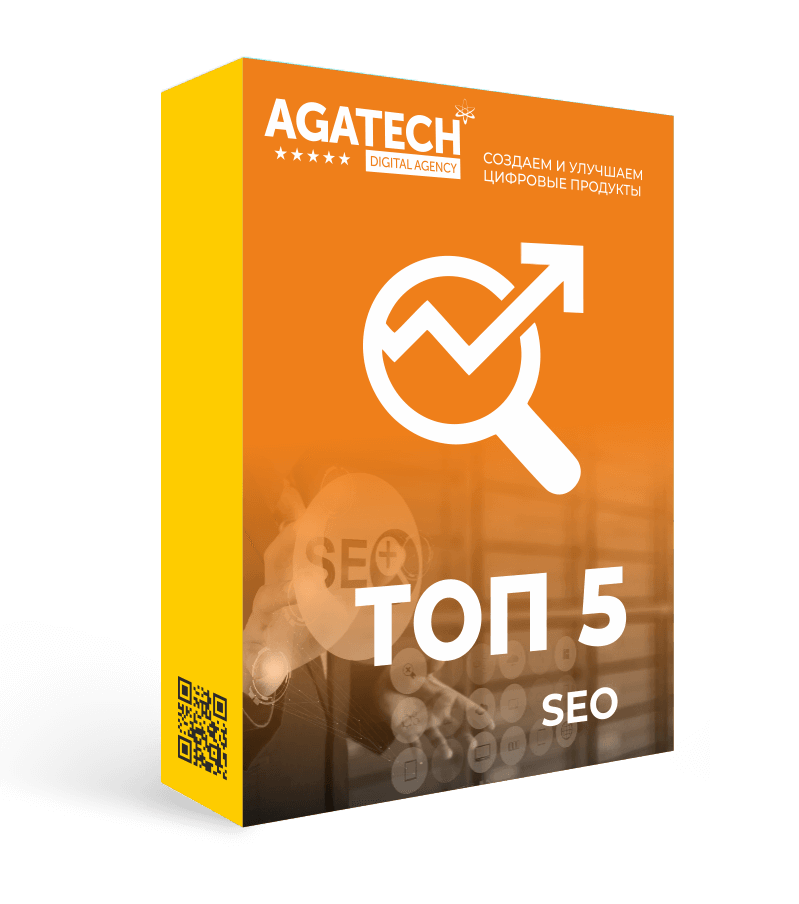 AGATECH
DIGITAL AGENCY
СОЗДАЕМ И УЛУЧШАЕМ
ЦИФРОВЫЕ ПРОДУКТЫ
SEO
ТОП 5
SEO